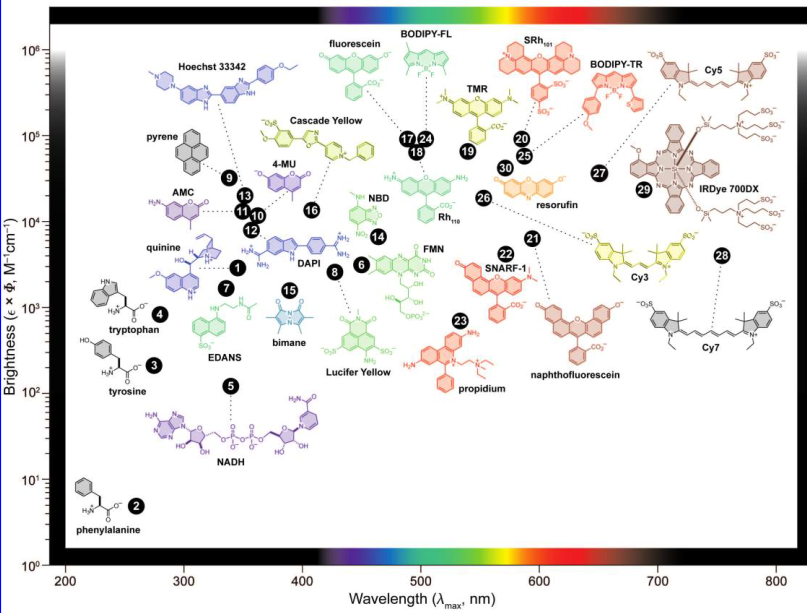 Hoechst 33342
fluorescein
BODIPY-FL
SRh101
BODIPY-TR
Cy5
TMR
Cascade Yellow
pyrene
4-MU
AMC
quinine
DAPI
NBD
Rh110
resorufin
IRDye 700DX
FMN
SNARF-1
Cy3
tryptophan
EDANS
bimane
Lucifer Yellow
propidium
naphthofluorescein
Cy7
tyrosine
NADH
phenylalanine
17 24
18
19
20
25
30
27
29
26
9
13
11 10
12
16
14
6
1
8
7
15
22
21
28
4
23
3
5
2
Brightness (ϵ × Φ, M⁻¹cm⁻¹)
10⁶
10⁵
10⁴
10³
10²
10¹
10⁰
200 300 400 500 600 700 800
Wavelength (λmax, nm)